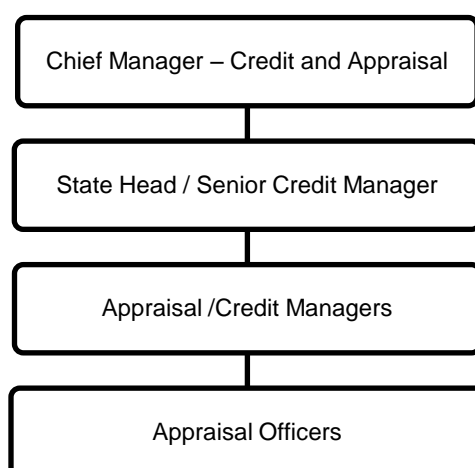 Chief Manager – Credit and Appraisal
State Head / Senior Credit Manager
Appraisal /Credit Managers
Appraisal Officers